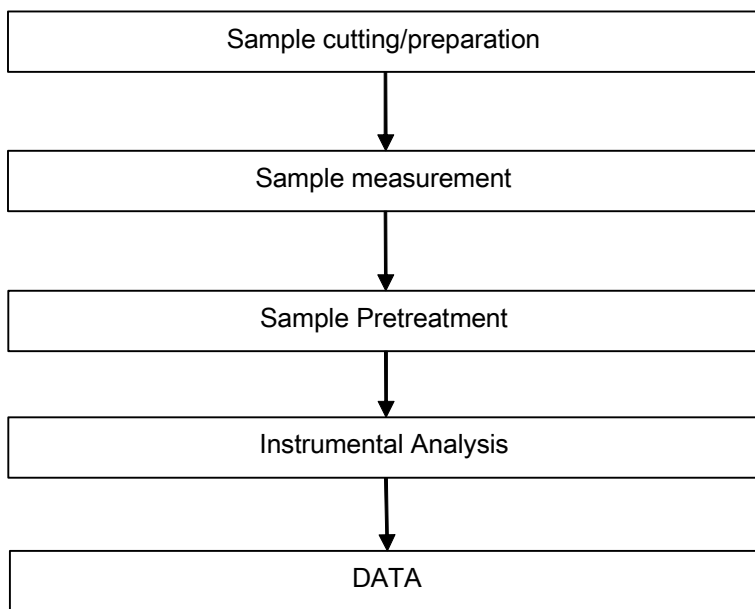 Sample cutting/preparation
Sample measurement
Sample Pretreatment
Instrumental Analysis
DATA